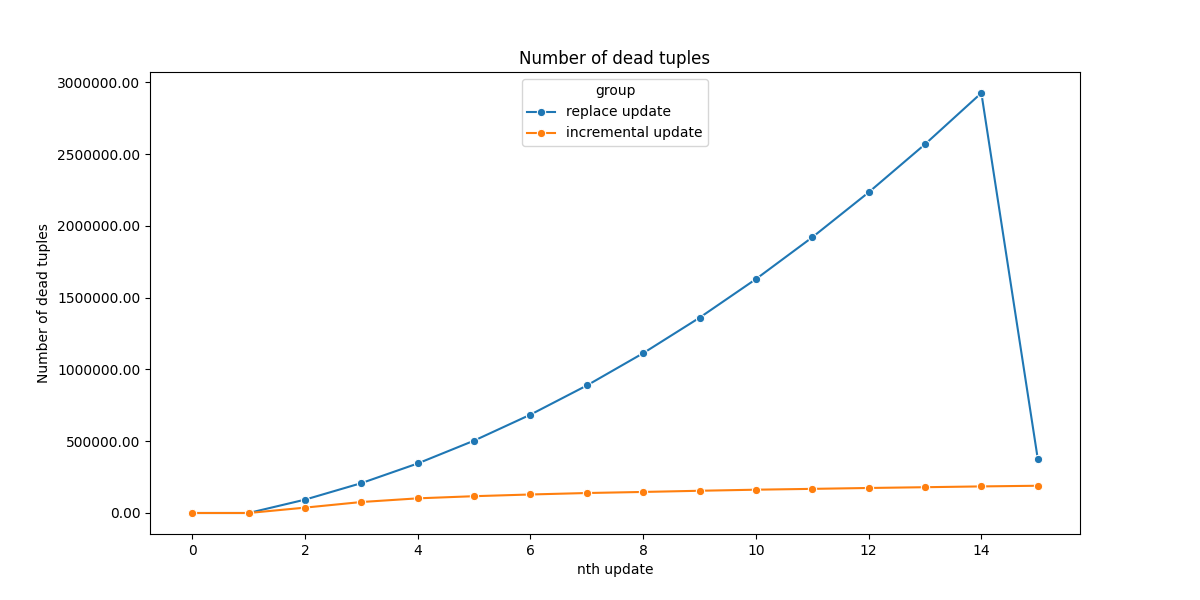 Number of dead tuples
group
replace update
incremental update
Number of dead tuples
3000000.00
2500000.00
2000000.00
1500000.00
1000000.00
500000.00
0.00
0 2 4 6 8 10 12 14
nth update